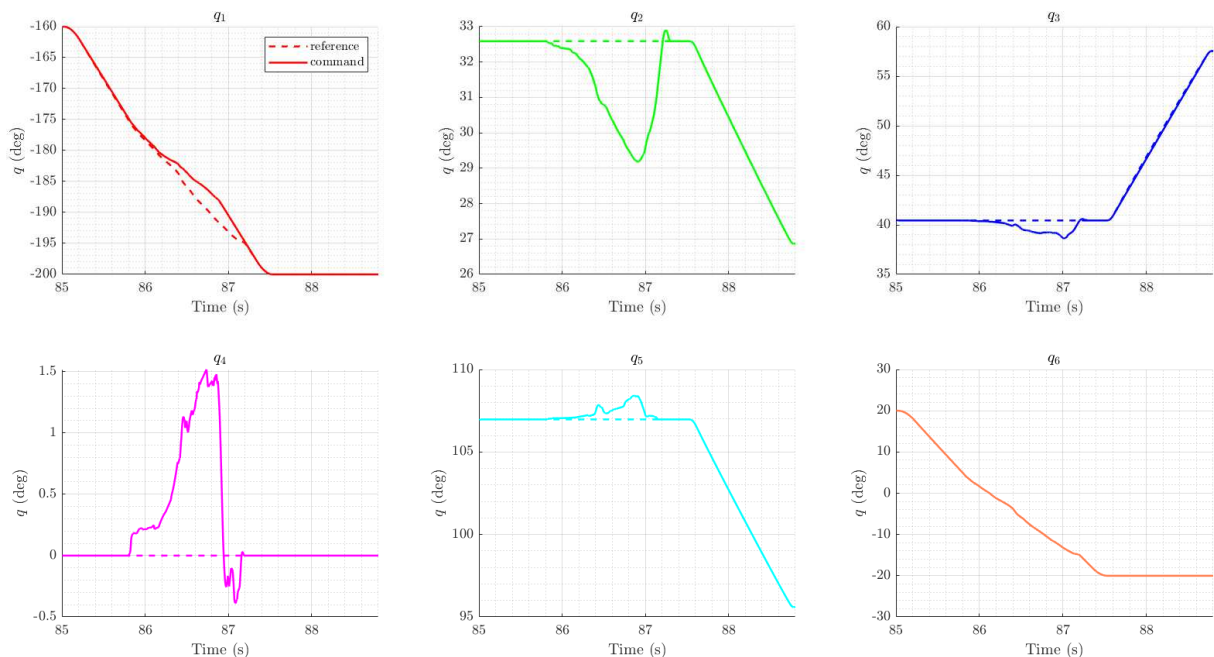 q₁
-160
-165
-170
-175
-180
-185
-190
-195
-200
q (deg)
85 86 87 88
Time (s)
reference
command
q₂
33
32
31
30
29
28
27
26
q (deg)
85 86 87 88
Time (s)
q₃
60
55
50
45
40
35
q (deg)
85 86 87 88
Time (s)
q₄
1.5
1
0.5
0
-0.5
q (deg)
85 86 87 88
Time (s)
q₅
110
105
100
95
q (deg)
85 86 87 88
Time (s)
q₆
30
20
10
0
-10
-20
-30
q (deg)
85 86 87 88
Time (s)